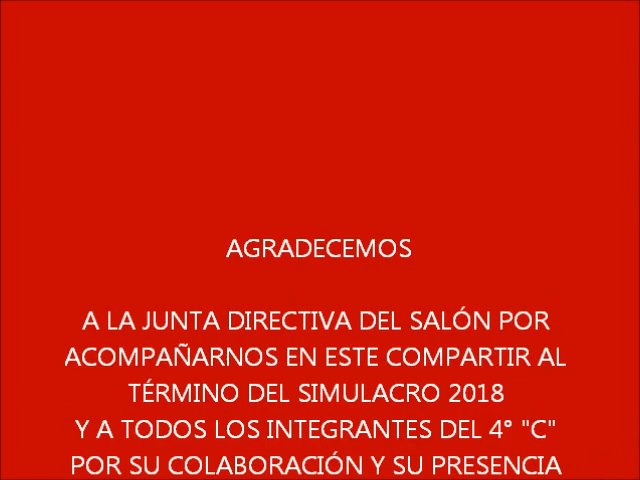 AGRADECEMOS
A LA JUNTA DIRECTIVA DEL SALÓN POR
ACOMPAÑARNOS EN ESTE COMPARTIR AL
TÉRMINO DEL SIMULACRO 2018
Y A TODOS LOS INTEGRANTES DEL 4° "C"
POR SU COLABORACIÓN Y SU PRESENCIA